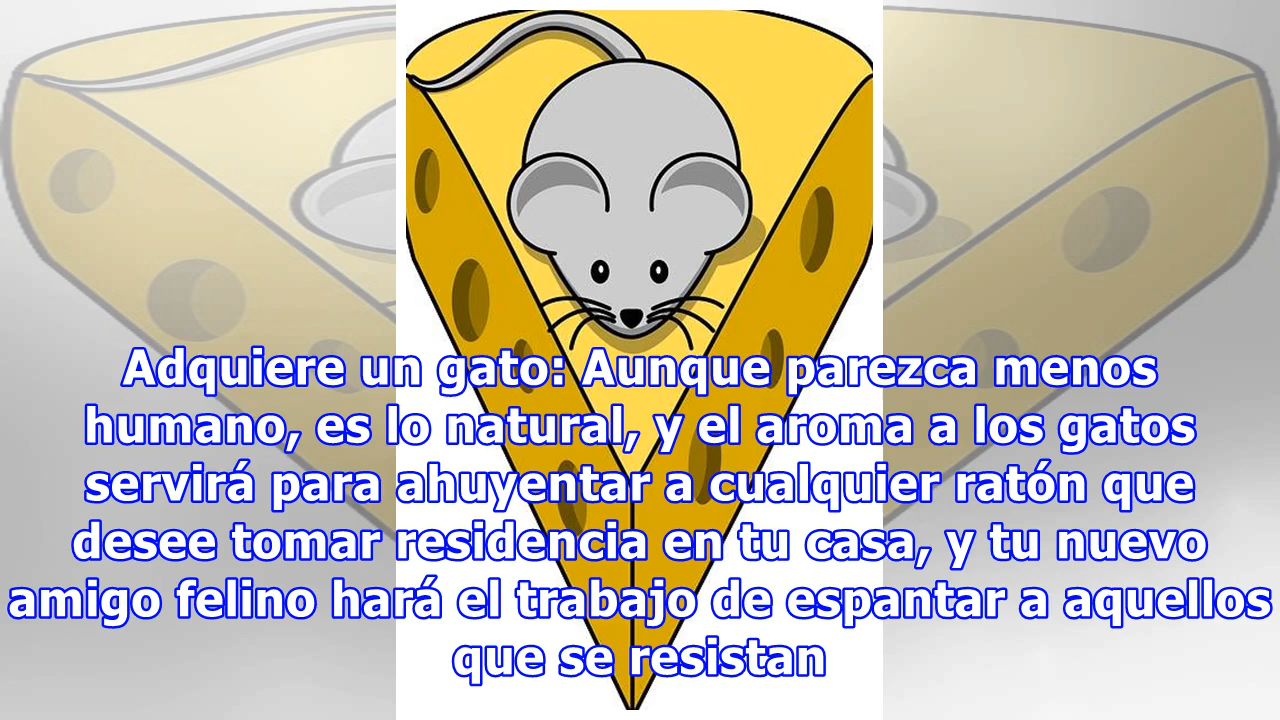 Adquiere un gato: Aunque parezca menos
humano, es lo natural, y el aroma a los gatos
servirá para ahuyentar a cualquier ratón que
desee tomar residencia en tu casa, y tu nuevo
amigo felino hará el trabajo de espantar a aquellos
que se resistan